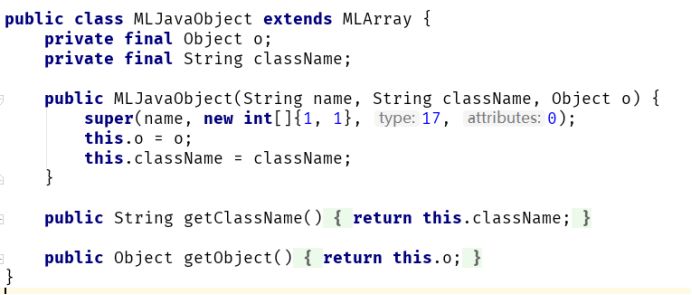 public class MLJavaObject extends MLArray {
    private final Object o;
    private final String className;
    public MLJavaObject(String name, String className, Object o) {
        super(name, new int[]{1, 1}, type: 17, attributes: 0);
        this.o = o;
        this.className = className;
    }
    public String getClassName() { return this.className; }
    public Object getObject() { return this.o; }
}